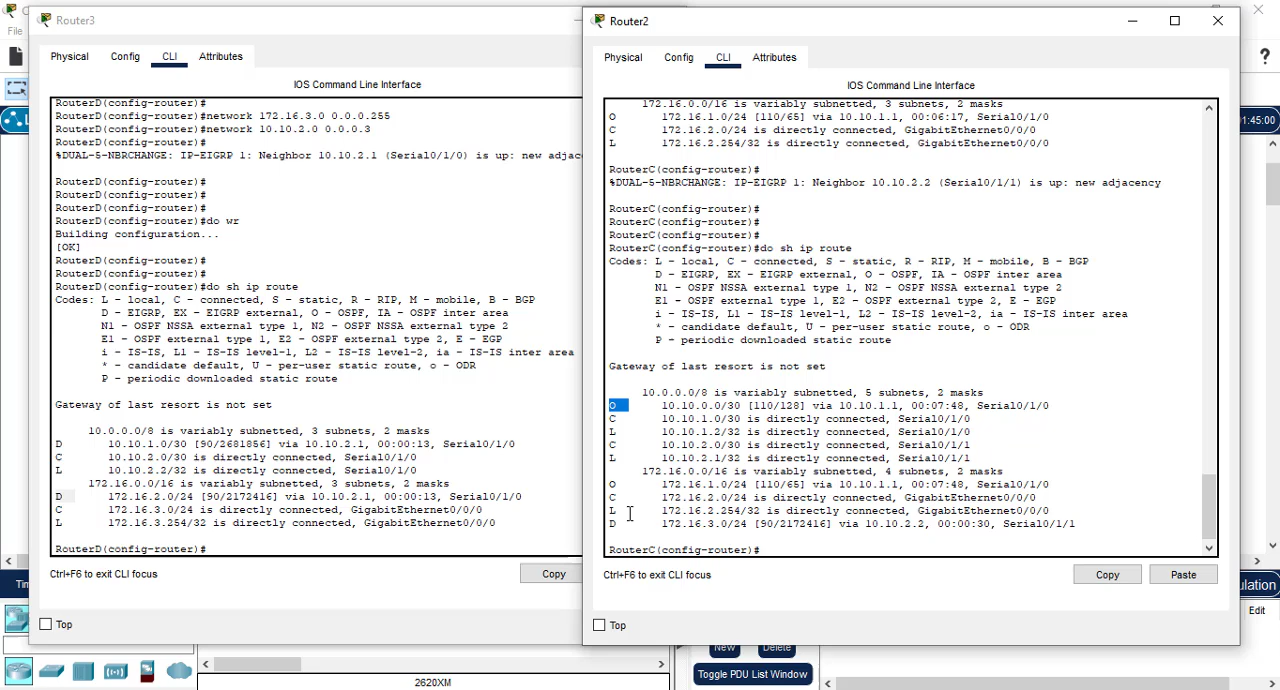 File
Router3
Physical
Config
CLI
Attributes
IOS Command Line Interface
RouterD(config-router)#
RouterD(config-router)#network 172.16.3.0 0.0.0.255
RouterD(config-router)#network 10.10.2.0 0.0.0.3
RouterD(config-router)#
%DUAL-5-NBRCHANGE: IP-EIGRP 1: Neighbor 10.10.2.1 (Serial0/1/0) is up: new adjace
RouterD(config-router)#
RouterD(config-router)#
RouterD(config-router)#
RouterD(config-router)#do wr
Building configuration...
[OK]
RouterD(config-router)#
RouterD(config-router)#
RouterD(config-router)#do sh ip route
Codes: L - local, C - connected, S - static, R - RIP, M - mobile, B - BGP
D - EIGRP, EX - EIGRP external, O - OSPF, IA - OSPF inter area
N1 - OSPF NSSA external type 1, N2 - OSPF NSSA external type 2
E1 - OSPF external type 1, E2 - OSPF external type 2, E - EGP
i - IS-IS, L1 - IS-IS level-1, L2 - IS-IS level-2, ia - IS-IS inter area
* - candidate default, U - per-user static route, o - ODR
P - periodic downloaded static route
Gateway of last resort is not set
10.0.0.0/8 is variably subnetted, 3 subnets, 2 masks
D 10.10.1.0/30 [90/2681856] via 10.10.2.1, 00:00:13, Serial0/1/0
C 10.10.2.0/30 is directly connected, Serial0/1/0
L 10.10.2.2/32 is directly connected, Serial0/1/0
172.16.0.0/16 is variably subnetted, 3 subnets, 2 masks
D 172.16.2.0/24 [90/2172416] via 10.10.2.1, 00:00:13, Serial0/1/0
C 172.16.3.0/24 is directly connected, GigabitEthernet0/0/0
L 172.16.3.254/32 is directly connected, GigabitEthernet0/0/0
RouterD(config-router)#
Ctrl+F6 to exit CLI focus
Copy
Top
Router2
Physical
Config
CLI
Attributes
IOS Command Line Interface
172.16.0.0/16 is variably subnetted, 3 subnets, 2 masks
O 172.16.1.0/24 [110/65] via 10.10.1.1, 00:06:17, Serial0/1/0
C 172.16.2.0/24 is directly connected, GigabitEthernet0/0/0
L 172.16.2.254/32 is directly connected, GigabitEthernet0/0/0
RouterC(config-router)#
%DUAL-5-NBRCHANGE: IP-EIGRP 1: Neighbor 10.10.2.2 (Serial0/1/1) is up: new adjacency
RouterC(config-router)#
RouterC(config-router)#
RouterC(config-router)#
RouterC(config-router)#do sh ip route
Codes: L - local, C - connected, S - static, R - RIP, M - mobile, B - BGP
D - EIGRP, EX - EIGRP external, O - OSPF, IA - OSPF inter area
N1 - OSPF NSSA external type 1, N2 - OSPF NSSA external type 2
E1 - OSPF external type 1, E2 - OSPF external type 2, E - EGP
i - IS-IS, L1 - IS-IS level-1, L2 - IS-IS level-2, ia - IS-IS inter area
* - candidate default, U - per-user static route, o - ODR
P - periodic downloaded static route
Gateway of last resort is not set
10.0.0.0/8 is variably subnetted, 5 subnets, 2 masks
O 10.10.0.0/30 [110/128] via 10.10.1.1, 00:07:48, Serial0/1/0
C 10.10.1.0/30 is directly connected, Serial0/1/0
L 10.10.1.2/32 is directly connected, Serial0/1/0
C 10.10.2.0/30 is directly connected, Serial0/1/1
L 10.10.2.1/32 is directly connected, Serial0/1/1
172.16.0.0/16 is variably subnetted, 4 subnets, 2 masks
O 172.16.1.0/24 [110/65] via 10.10.1.1, 00:07:48, Serial0/1/0
C 172.16.2.0/24 is directly connected, GigabitEthernet0/0/0
L 172.16.2.254/32 is directly connected, GigabitEthernet0/0/0
D 172.16.3.0/24 [90/2172416] via 10.10.2.2, 00:00:30, Serial0/1/1
RouterC(config-router)#
Ctrl+F6 to exit CLI focus
Copy
Paste
Top
?
1:45:00
Tin
ulation
Edit
New
Delete
Toggle PDU List Window
2620XM